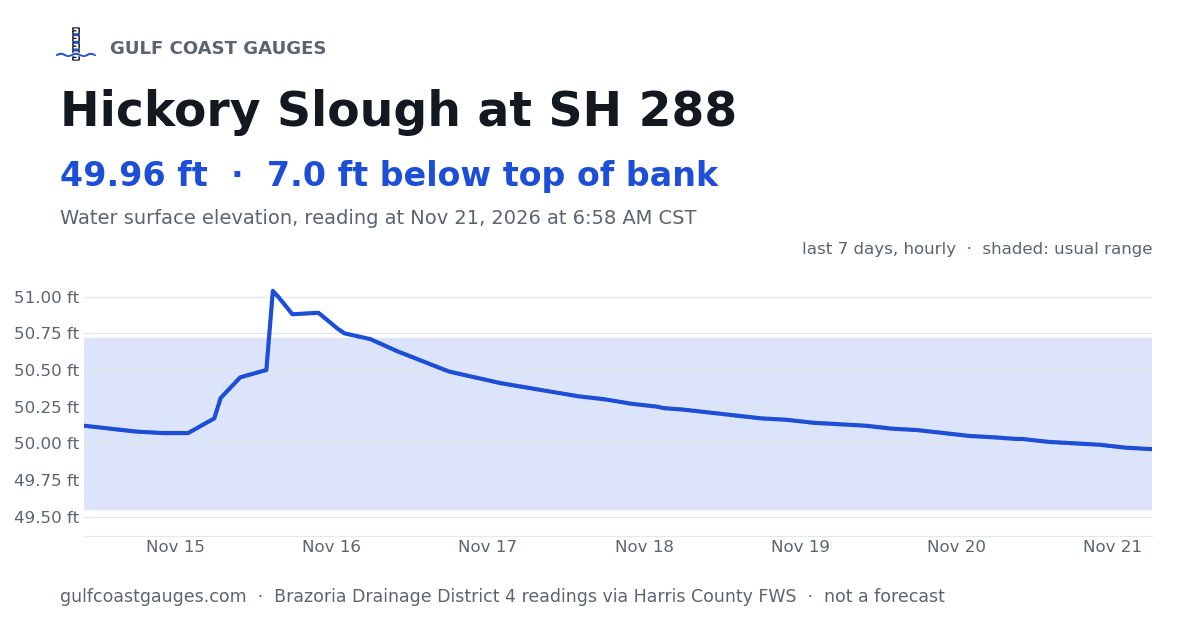 GULF COAST GAUGES
Hickory Slough at SH 288
49.96 ft · 7.0 ft below top of bank
Water surface elevation, reading at Nov 21, 2026 at 6:58 AM CST
last 7 days, hourly · shaded: usual range
51.00 ft
50.75 ft
50.50 ft
50.25 ft
50.00 ft
49.75 ft
49.50 ft
Nov 15 Nov 16 Nov 17 Nov 18 Nov 19 Nov 20 Nov 21
gulfcoastgauges.com · Brazoria Drainage District 4 readings via Harris County FWS · not a forecast